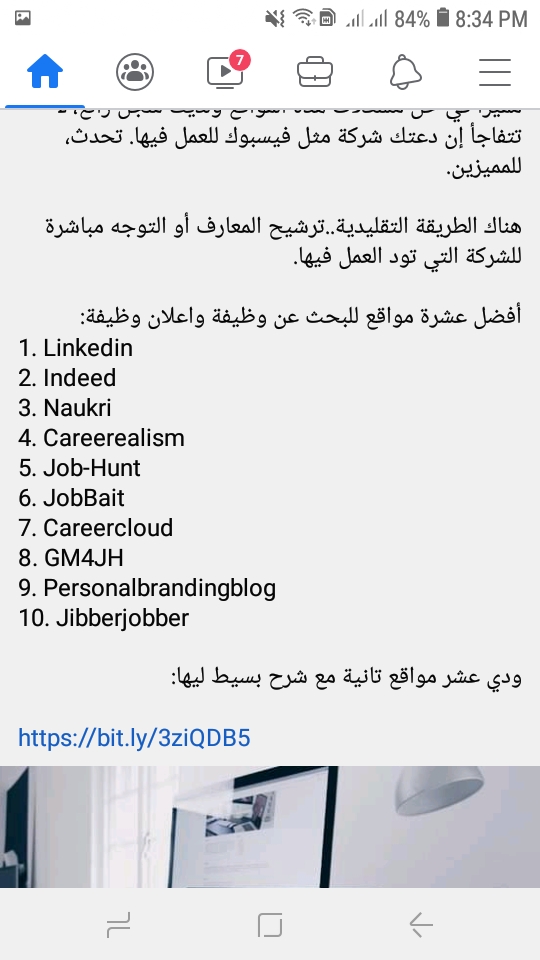 84% 8:34 PM
7
تتفاجأ إن دعتك شركة مثل فيسبوك للعمل فيها. تحدث،
للمميزين.
هناك الطريقة التقليدية..ترشيح المعارف أو التوجه مباشرة
للشركة التي تود العمل فيها.
أفضل عشرة مواقع للبحث عن وظيفة واعلان وظيفة:
1. Linkedin
2. Indeed
3. Naukri
4. Careerealism
5. Job-Hunt
6. JobBait
7. Careercloud
8. GM4JH
9. Personalbrandingblog
10. Jibberjobber
ودي عشر مواقع تانية مع شرح بسيط ليها:
https://bit.ly/3ziQDB5